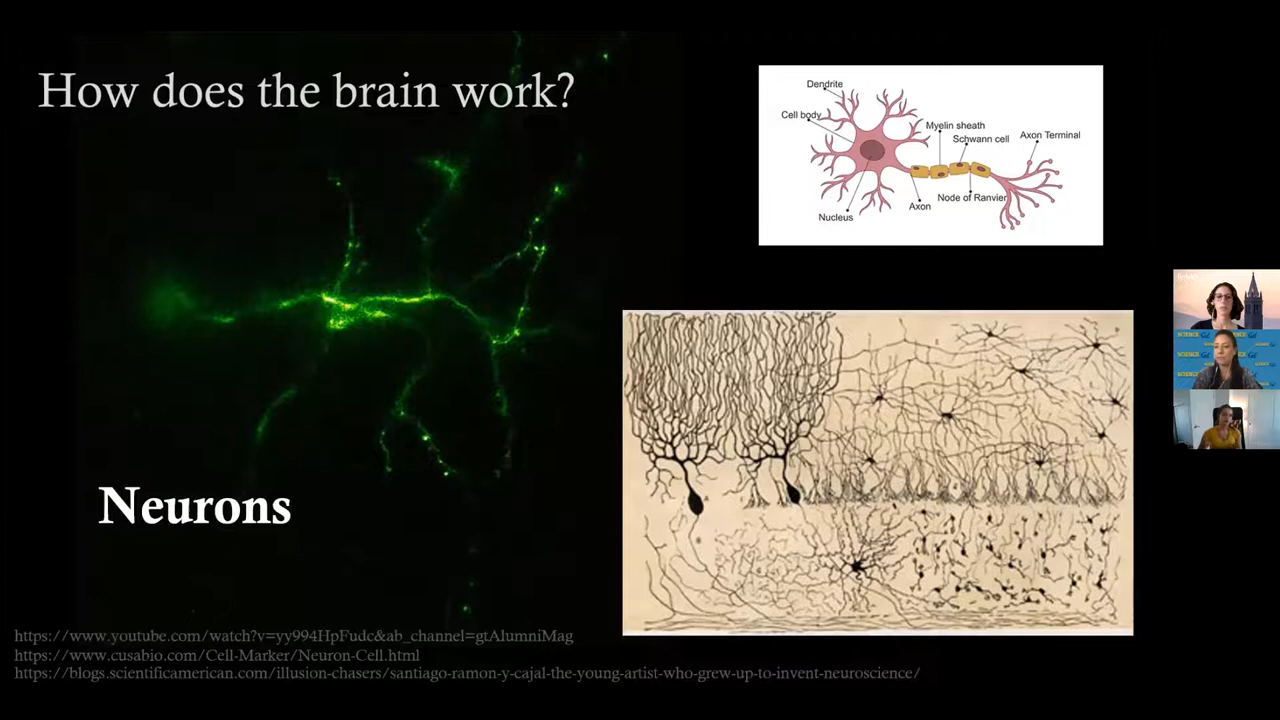 How does the brain work?
Dendrite
Cell body
Myelin sheath
Schwann cell
Axon Terminal
Node of Ranvier
Axon
Nucleus
Neurons
https://www.youtube.com/watch?v=yy994HpFudc&ab_channel=gtAlumniMag
https://www.cusabio.com/Cell-Marker/Neuron-Cell.html
https://blogs.scientificamerican.com/illusion-chasers/santiago-ramon-y-cajal-the-young-artist-who-grew-up-to-invent-neuroscience/